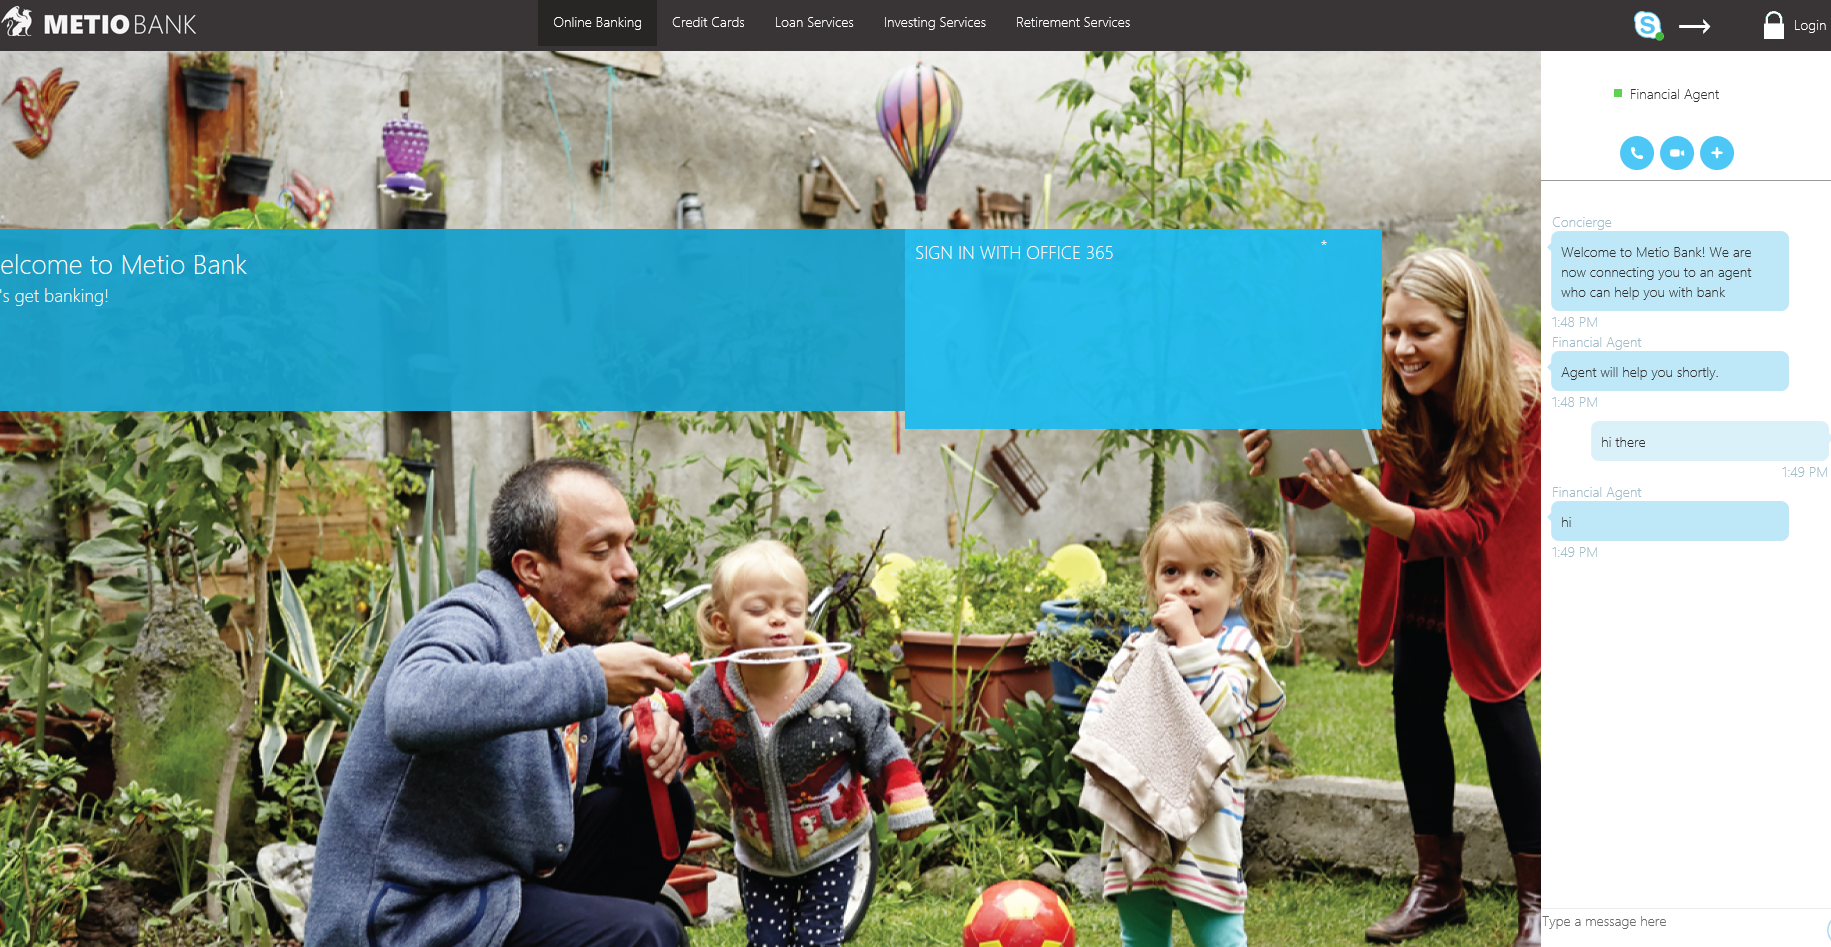 METIO BANK
Online Banking
Credit Cards
Loan Services
Investing Services
Retirement Services
Login
elcome to Metio Bank
's get banking!
SIGN IN WITH OFFICE 365
*
Financial Agent
Concierge
Welcome to Metio Bank! We are
now connecting you to an agent
who can help you with bank
1:48 PM
Financial Agent
Agent will help you shortly.
1:48 PM
hi there
1:49 PM
Financial Agent
hi
1:49 PM
Type a message here